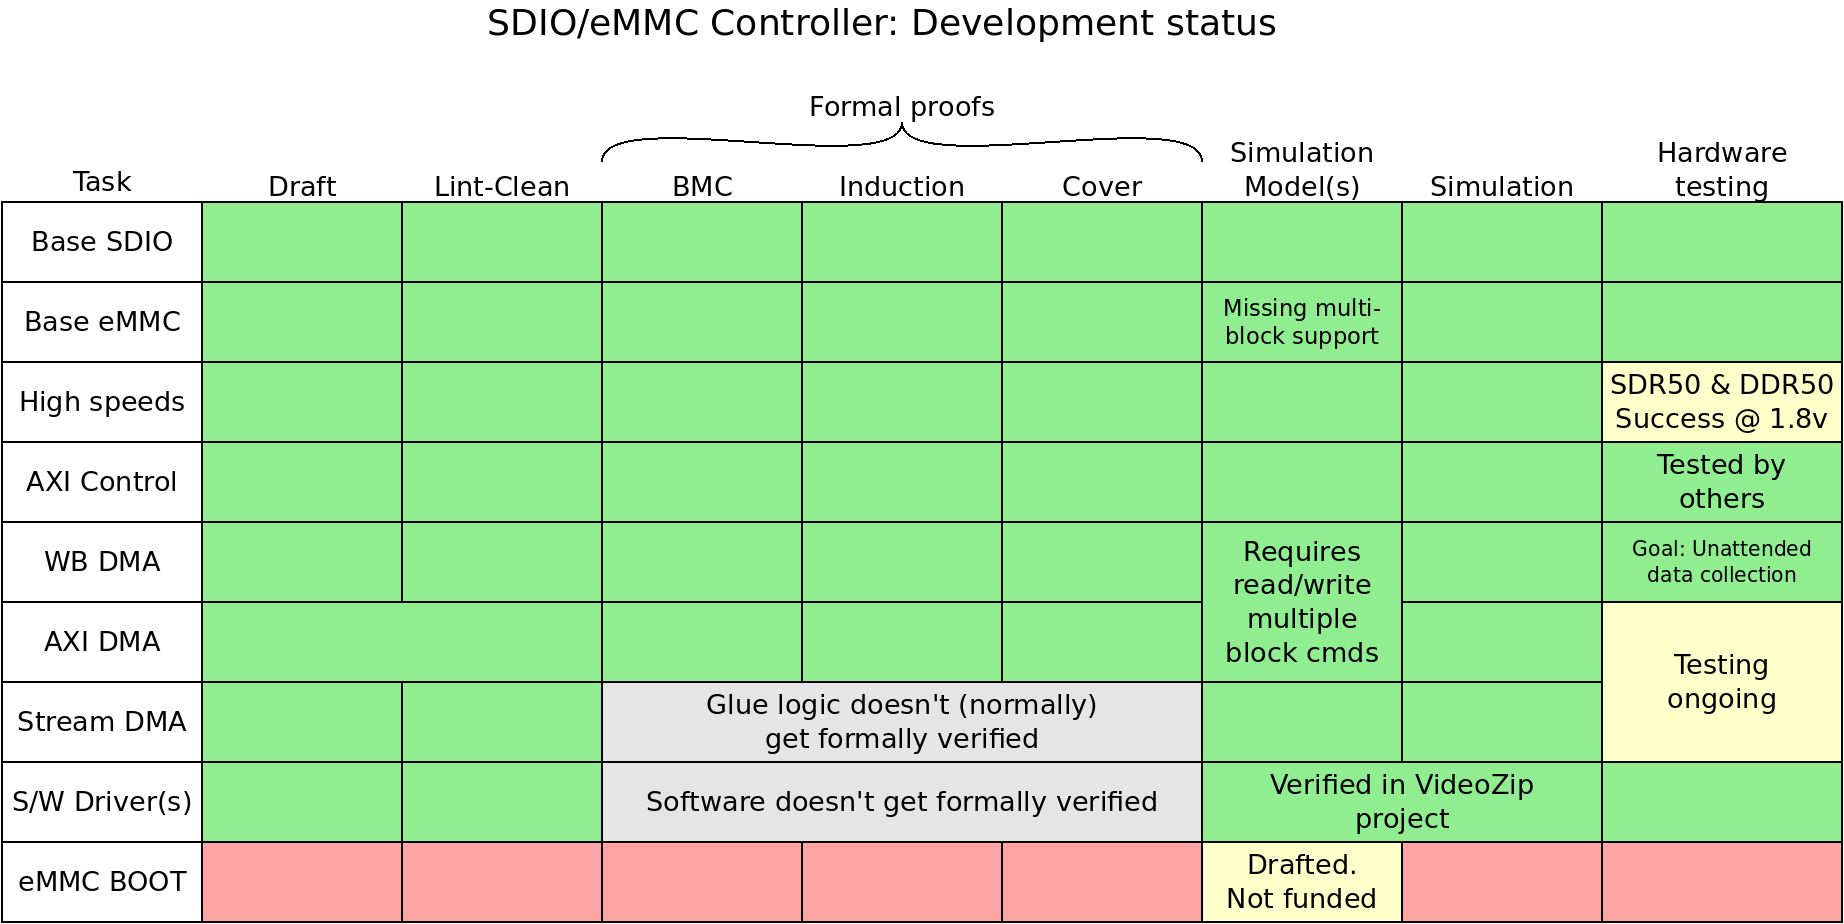 SDIO/eMMC Controller: Development status
Formal proofs
Task
Draft
Lint-Clean
BMC
Induction
Cover
Simulation
Model(s)
Simulation
Hardware
testing
Base SDIO
Base eMMC
Missing multi-
block support
High speeds
SDR50 & DDR50
Success @ 1.8v
AXI Control
Tested by
others
WB DMA
Requires
read/write
multiple
block cmds
Goal: Unattended
data collection
AXI DMA
Testing
ongoing
Stream DMA
Glue logic doesn't (normally)
get formally verified
S/W Driver(s)
Software doesn't get formally verified
Verified in VideoZip
project
eMMC BOOT
Drafted.
Not funded